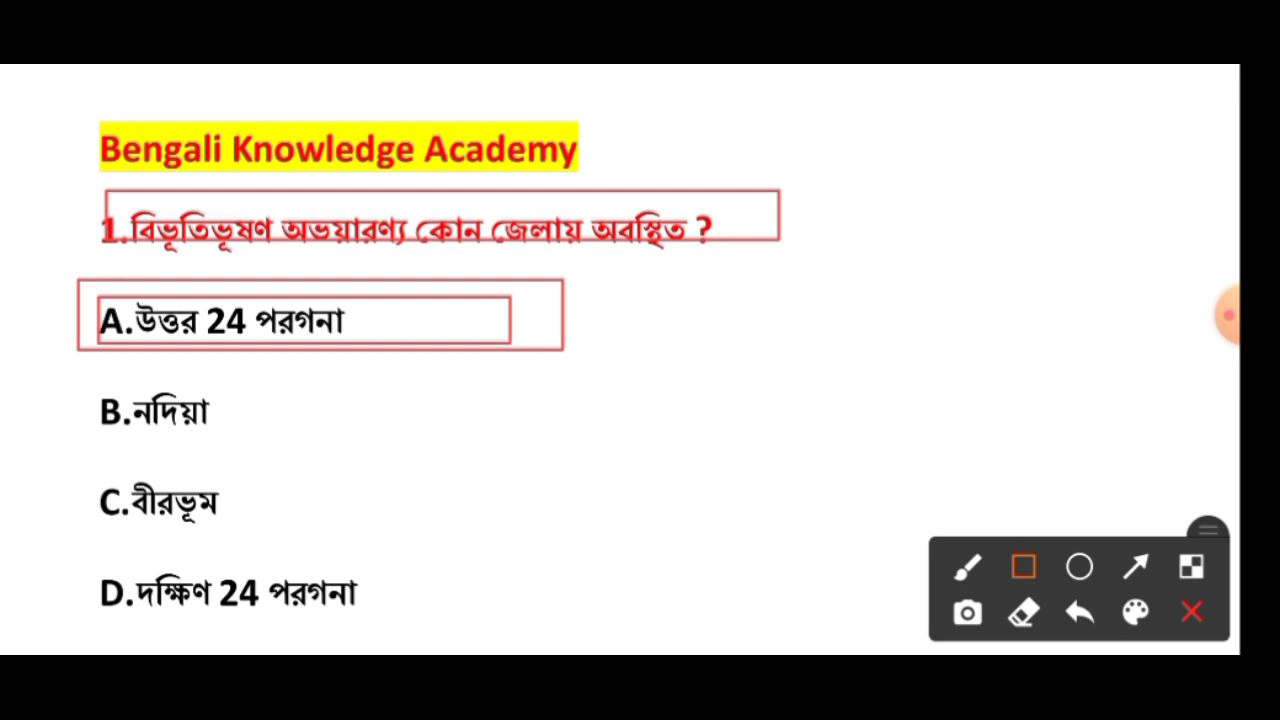 Bengali Knowledge Academy
1.বিভূতিভূষণ অভয়ারণ্য কোন জেলায় অবস্থিত ?
A.উত্তর 24 পরগনা
B.নদিয়া
C.বীরভূম
D.দক্ষিণ 24 পরগনা